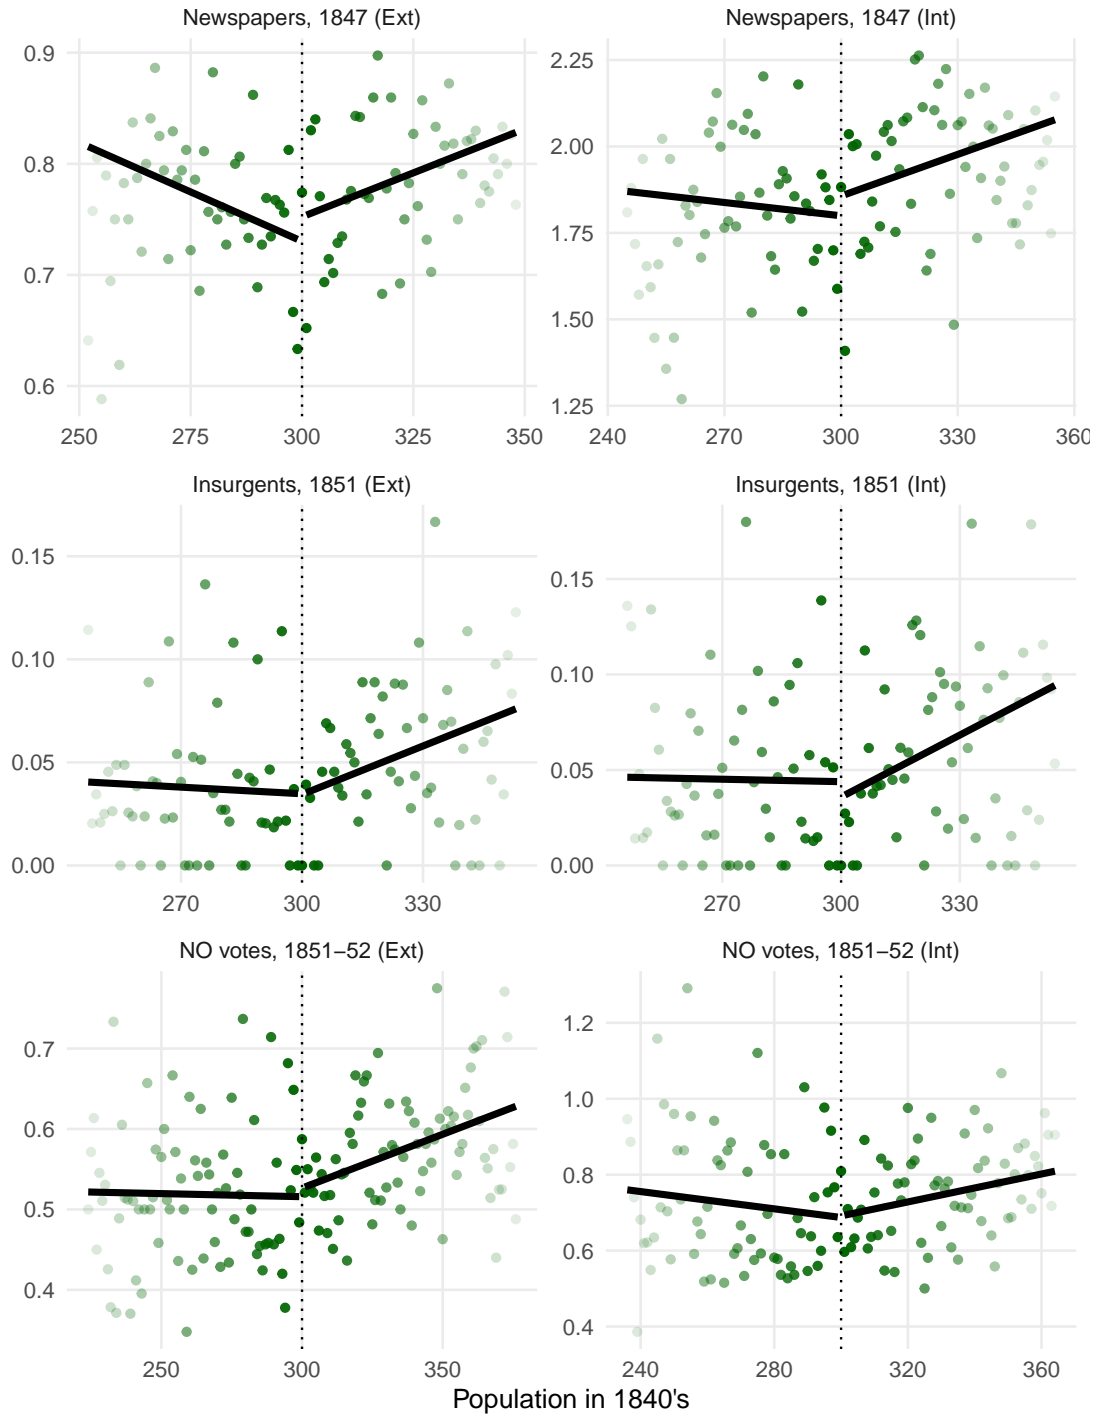 Newspapers, 1847 (Ext)
Newspapers, 1847 (Int)
0.9
0.8
0.7
0.6
250 275 300 325 350
2.25
2.00
1.75
1.50
1.25
240 270 300 330 360
Insurgents, 1851 (Ext)
Insurgents, 1851 (Int)
0.15
0.10
0.05
0.00
270 300 330
0.15
0.10
0.05
0.00
270 300 330
NO votes, 1851−52 (Ext)
NO votes, 1851−52 (Int)
0.7
0.6
0.5
0.4
250 300 350
1.2
1.0
0.8
0.6
0.4
240 280 320 360
Population in 1840's